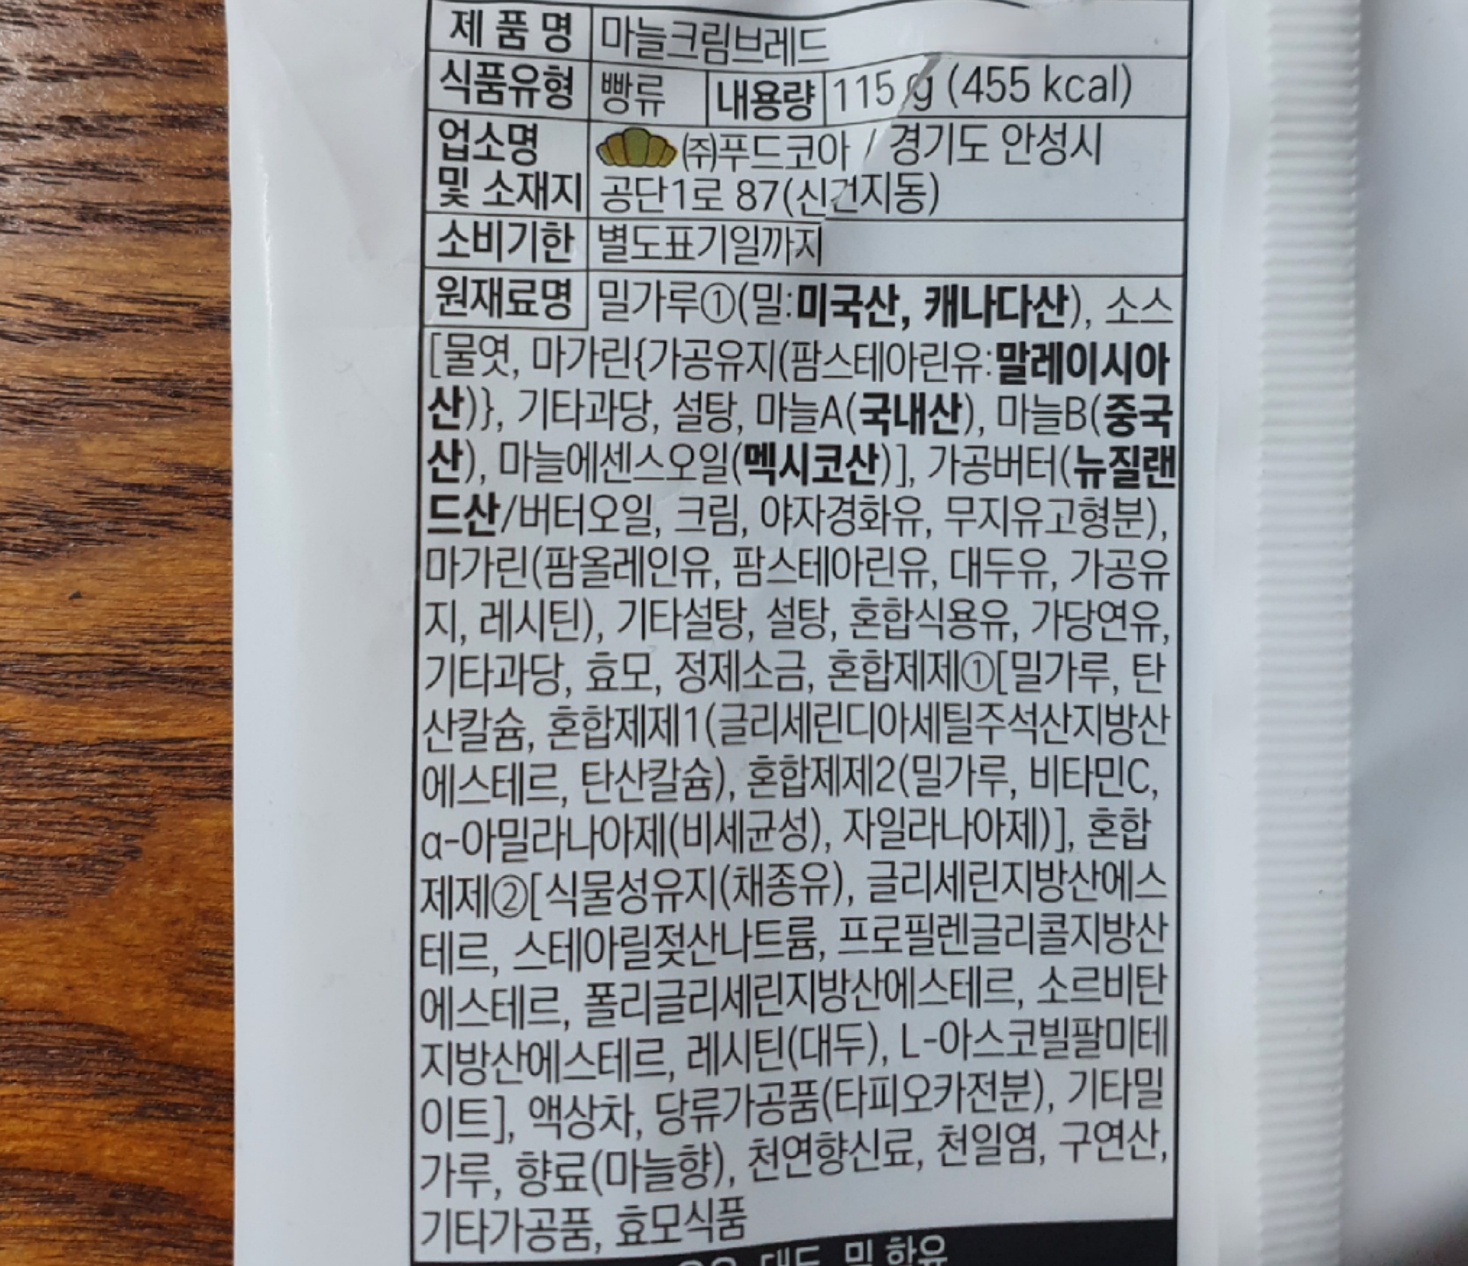 제 품 명 마늘크림브레드
식품유형 빵류 내용량 115 g (455 kcal)
업소명 ㈜푸드코아 / 경기도 안성시
및 소재지 공단1로 87(신건지동)
소비기한 별도표기일까지
원재료명 밀가루①(밀:미국산, 캐나다산), 소스
[물엿, 마가린{가공유지(팜스테아린유:말레이시아
산)}, 기타과당, 설탕, 마늘A(국내산), 마늘B(중국
산), 마늘에센스오일(멕시코산)], 가공버터(뉴질랜
드산/버터오일, 크림, 야자경화유, 무지유고형분),
마가린(팜올레인유, 팜스테아린유, 대두유, 가공유
지, 레시틴), 기타설탕, 설탕, 혼합식용유, 가당연유,
기타과당, 효모, 정제소금, 혼합제제①[밀가루, 탄
산칼슘, 혼합제제1(글리세린디아세틸주석산지방산
에스테르, 탄산칼슘), 혼합제제2(밀가루, 비타민C,
α-아밀라나아제(비세균성), 자일라나아제)], 혼합
제제②[식물성유지(채종유), 글리세린지방산에스
테르, 스테아릴젖산나트륨, 프로필렌글리콜지방산
에스테르, 폴리글리세린지방산에스테르, 소르비탄
지방산에스테르, 레시틴(대두), L-아스코빌팔미테
이트], 액상차, 당류가공품(타피오카전분), 기타밀
가루, 향료(마늘향), 천연향신료, 천일염, 구연산,
기타가공품, 효모식품
대두, 밀 함유